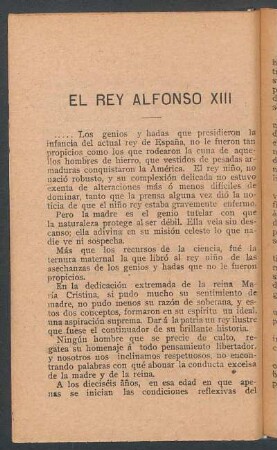 EL REY ALFONSO XIII
..... Los genios y hadas que presidieron la
infancia del actual rey de España, no le fueron tan
propicios como los que rodearon la cuna de aque-
llos hombres de hierro, que vestidos de pesadas ar-
maduras conquistaron la América. El rey niño, no
nació robusto, y su complexión delicada no estuvo
exenta de alteraciones más ó menos difíciles de
dominar, tanto que la prensa alguna vez dió la no-
ticia de que el niño rey estaba gravemente enfermo.
Pero la madre es el genio tutelar con que
la naturaleza protege al ser débil. Ella vela sin des-
canso; ella adivina en su misión celeste lo que na-
die ve ni sospecha.
Más que los recursos de la ciencia, fué la
ternura maternal la que libró al rey niño de las
asechanzas de los genios y hadas que no le fueron
propicios.
En la dedicación extremada de la reina Ma-
ría Cristina, si pudo mucho su sentimiento de
madre, no pudo menos su razón de soberana, y es-
tos dos conceptos, formaron en su espíritu un ideal,
una aspiración suprema. Dar á la patria un rey ilustre
que fuese el continuador de su brillante historia.
Ningún hombre que se precie de culto, re-
gatea su homenaje á todo pensamiento libertador,
y nosotros nos inclinamos respetuosos, no encon-
trando palabras con que abonar la conducta excelsa
de la madre y de la reina.
A los dieciséis años, en esa edad en que ape-
nas se inician las condiciones reflexivas del